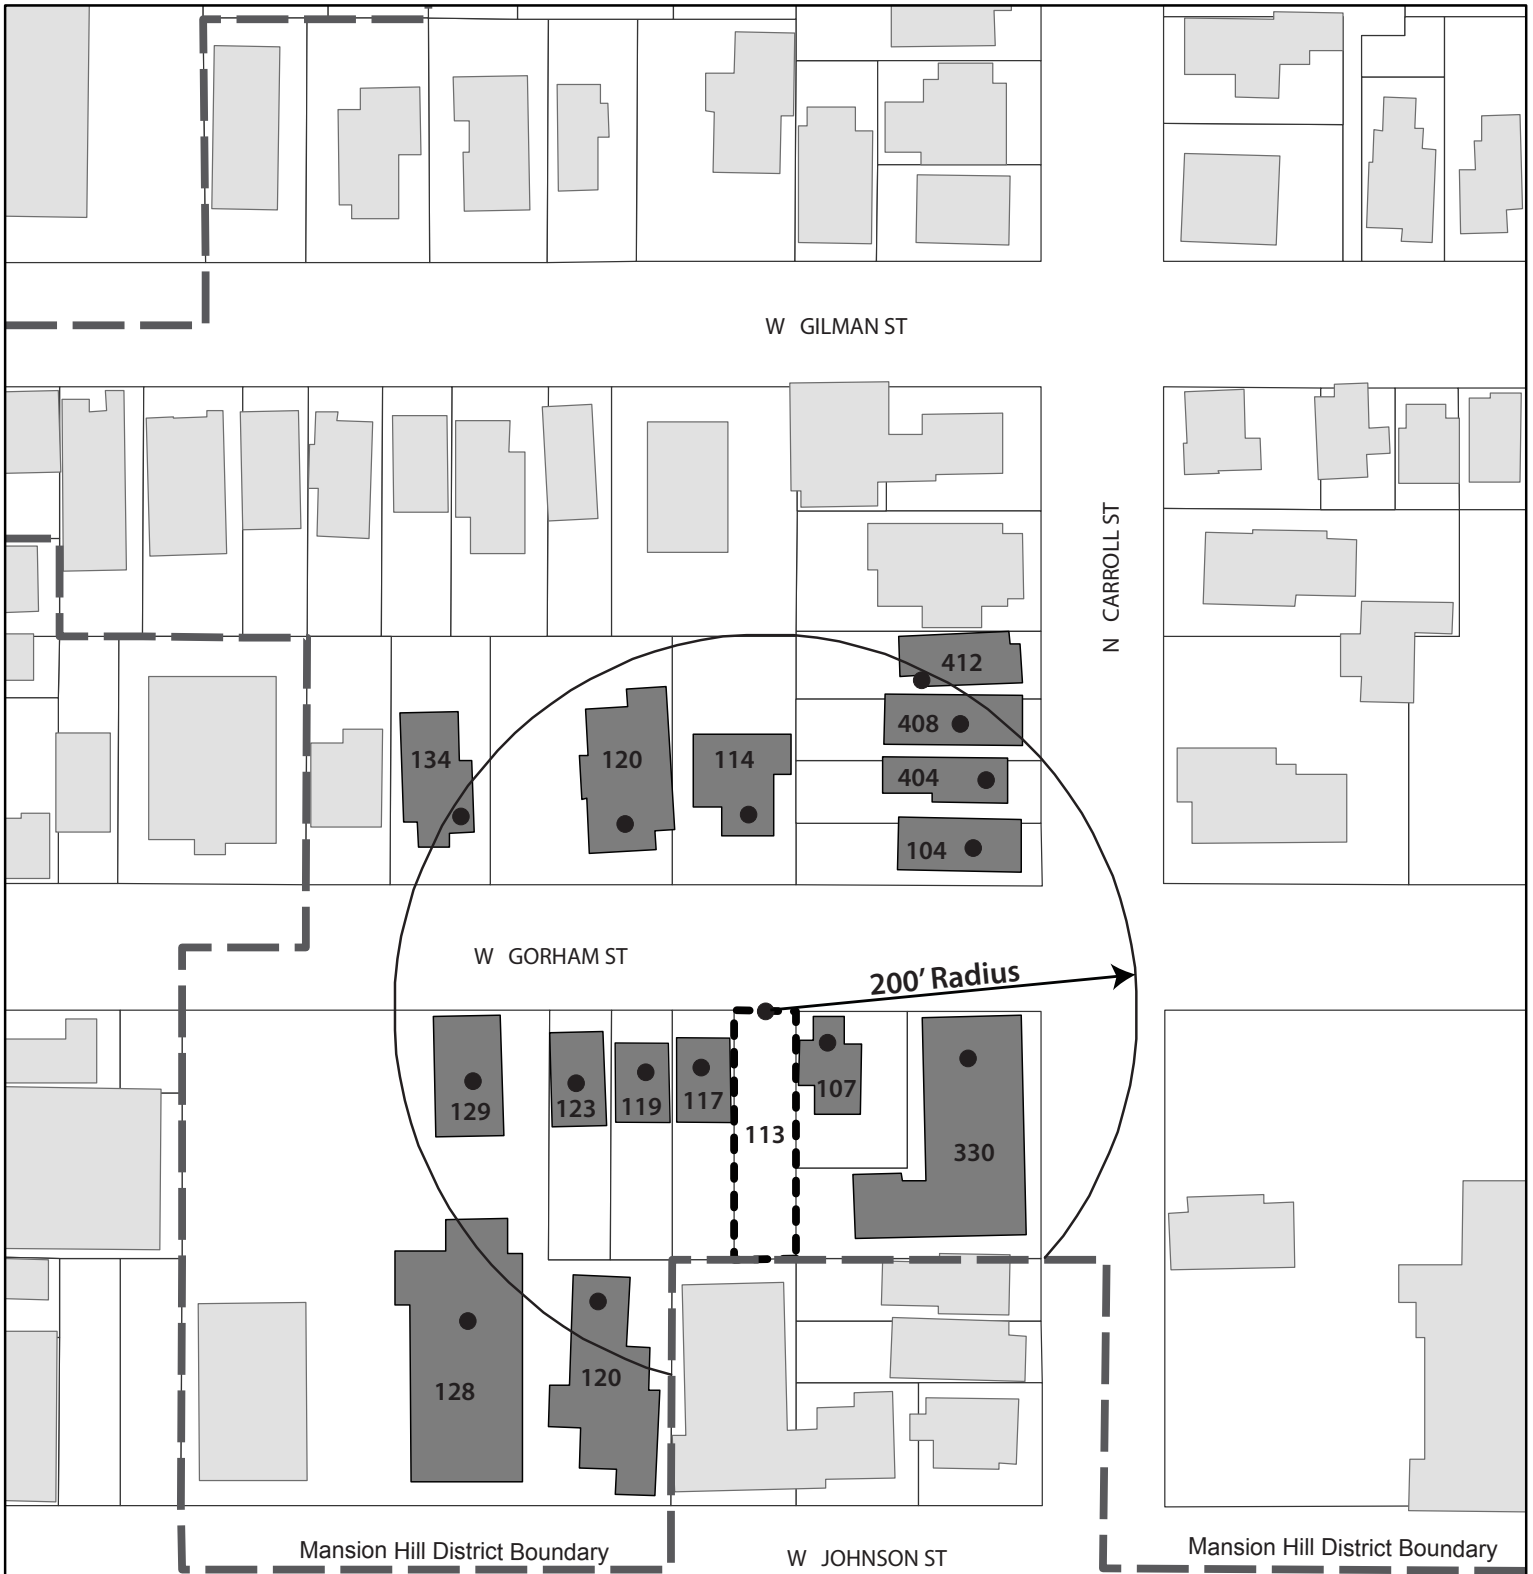 W GILMAN ST
N CARROLL ST
412
408
134
120
114
404
104
W GORHAM ST
200' Radius
129
123
119
117
107
113
330
128
120
Mansion Hill District Boundary
W JOHNSON ST
Mansion Hill District Boundary